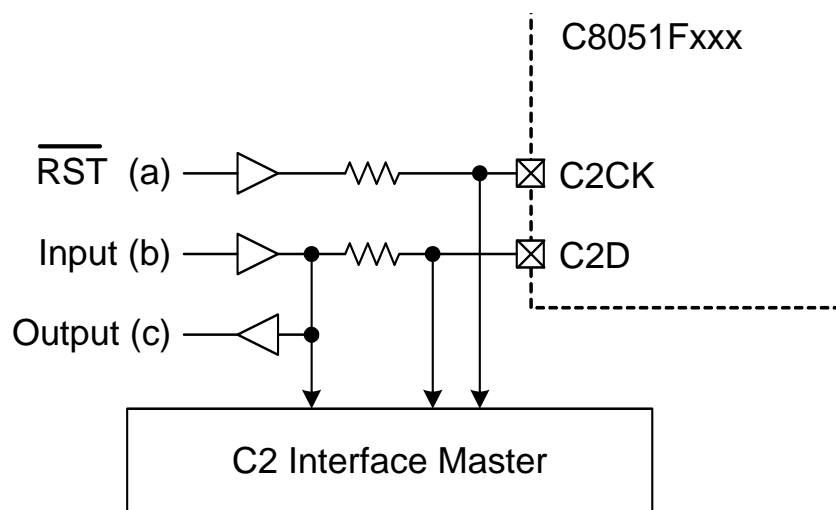 C8051Fxxx
RST (a)
C2CK
Input (b)
C2D
Output (c)
C2 Interface Master